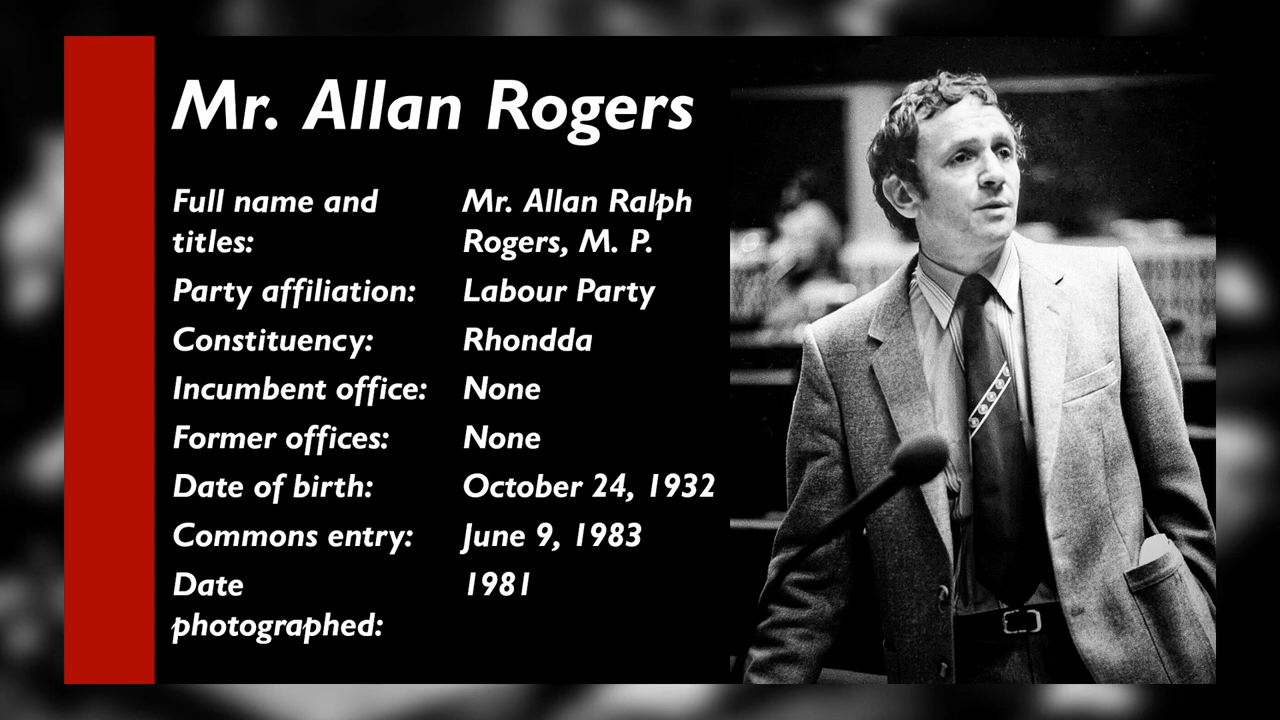 Mr. Allan Rogers
Full name and titles: Mr. Allan Ralph Rogers, M. P.
Party affiliation: Labour Party
Constituency: Rhondda
Incumbent office: None
Former offices: None
Date of birth: October 24, 1932
Commons entry: June 9, 1983
Date photographed: 1981